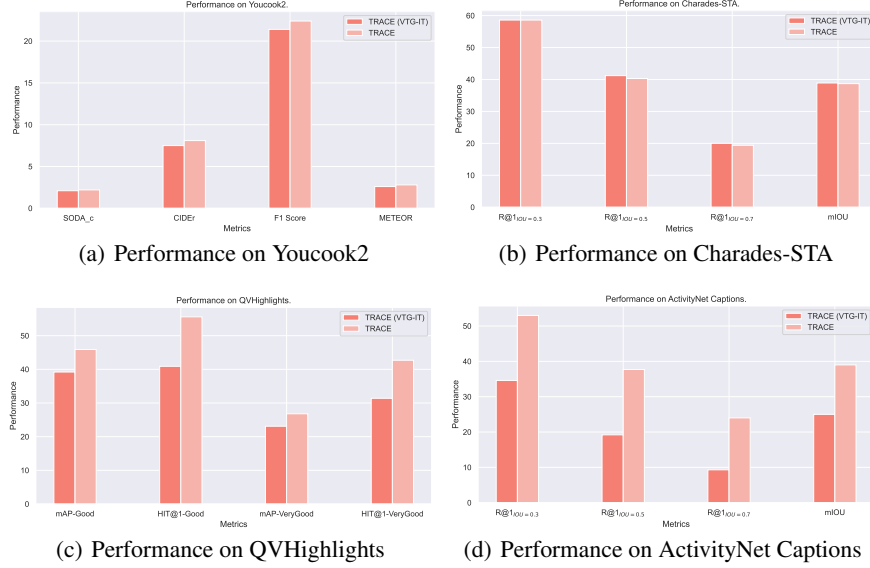 Performance on Youcook2.
TRACE (VTG-IT)
TRACE
Performance
20
15
10
5
0
SODA_c CIDEr F1 Score METEOR
Metrics
(a) Performance on Youcook2
Performance on Charades-STA.
TRACE (VTG-IT)
TRACE
Performance
60
50
40
30
20
10
0
R@1IOU = 0.3 R@1IOU = 0.5 R@1IOU = 0.7 mIOU
Metrics
(b) Performance on Charades-STA
Performance on QVHighlights.
TRACE (VTG-IT)
TRACE
Performance
50
40
30
20
10
0
mAP-Good HIT@1-Good mAP-VeryGood HIT@1-VeryGood
Metrics
(c) Performance on QVHighlights
Performance on ActivityNet Captions.
TRACE (VTG-IT)
TRACE
Performance
50
40
30
20
10
0
R@1IOU = 0.3 R@1IOU = 0.5 R@1IOU = 0.7 mIOU
Metrics
(d) Performance on ActivityNet Captions